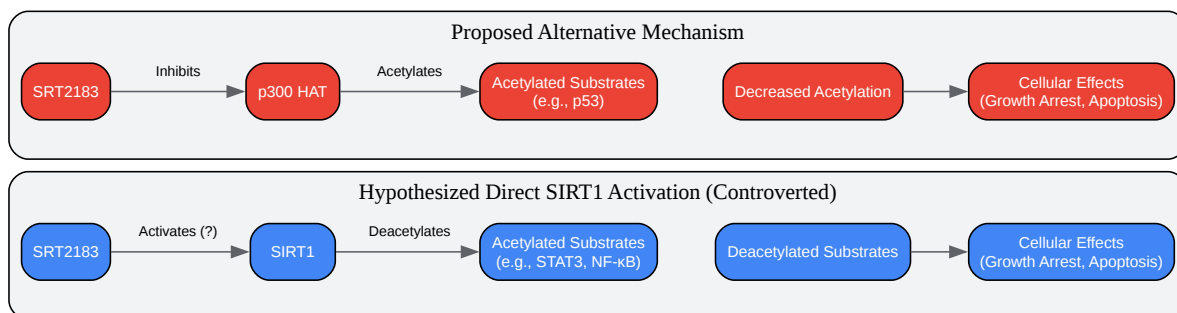 Proposed Alternative Mechanism
Inhibits
Acetylates
SRT2183
p300 HAT
Acetylated Substrates
(e.g., p53)
Decreased Acetylation
Cellular Effects
(Growth Arrest, Apoptosis)
Hypothesized Direct SIRT1 Activation (Controverted)
Activates (?)
Deacetylates
SRT2183
SIRT1
Acetylated Substrates
(e.g., STAT3, NF-κB)
Deacetylated Substrates
Cellular Effects
(Growth Arrest, Apoptosis)